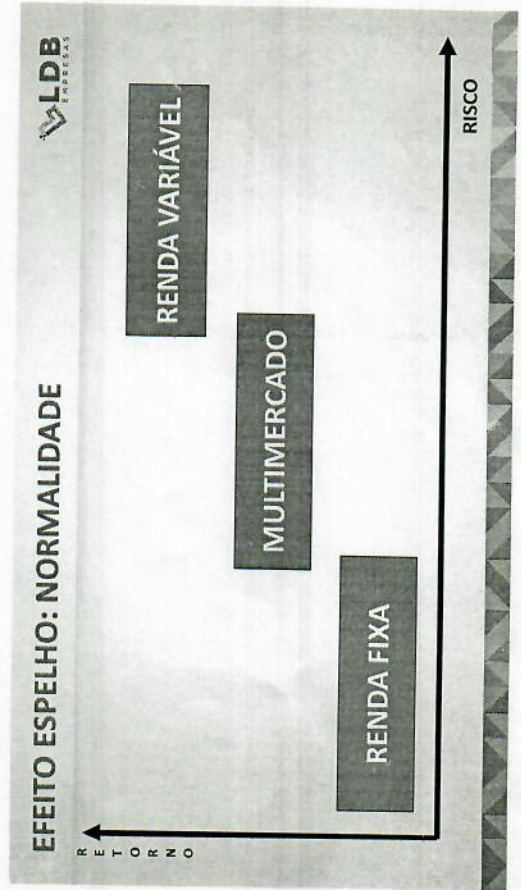 EFEITO ESPELHO: NORMALIDADE
LDB
EMPRESAS
RETORNO
RENDA VARIÁVEL
MULTIMERCADO
RENDA FIXA
RISCO